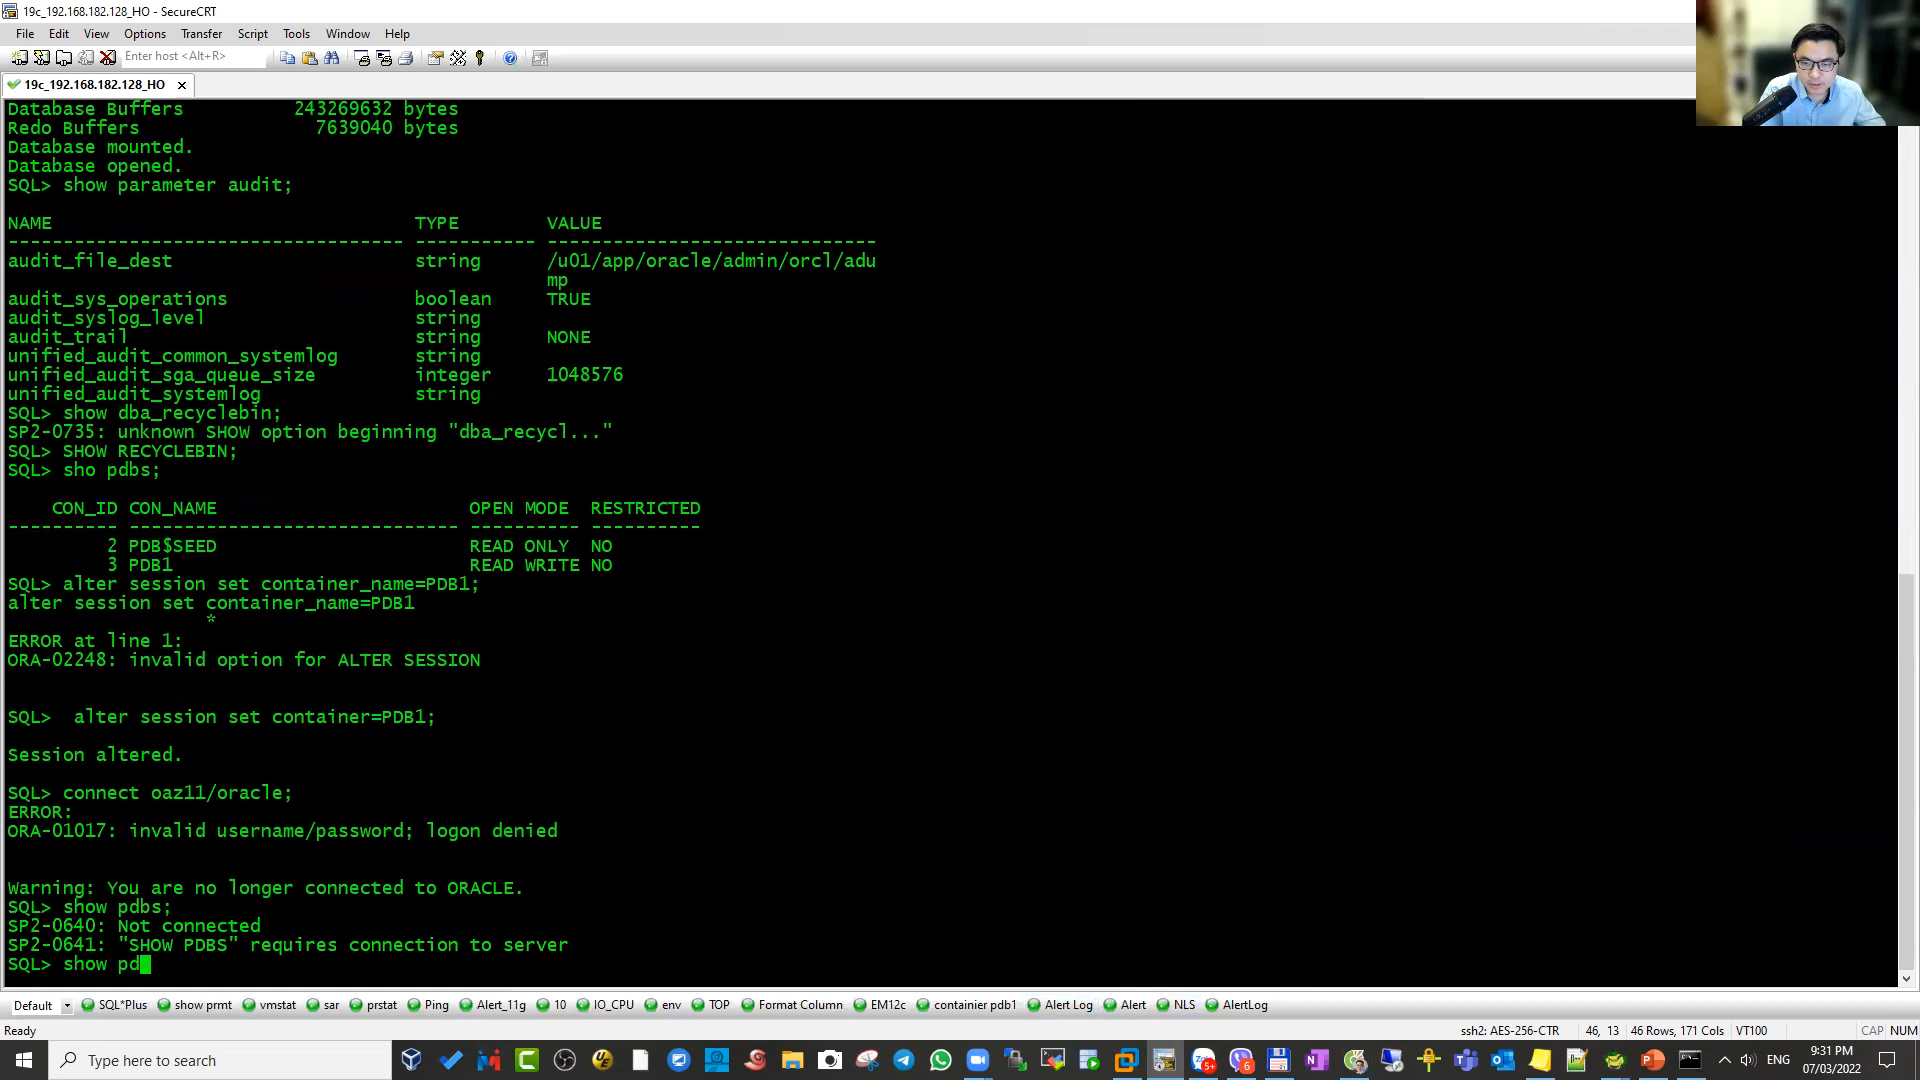 19c_192.168.182.128_HO - SecureCRT
File Edit View Options Transfer Script Tools Window Help
Enter host <Alt+R>
19c_192.168.182.128_HO
Database Buffers 243269632 bytes
Redo Buffers 7639040 bytes
Database mounted.
Database opened.
SQL> show parameter audit;
NAME TYPE VALUE
------------------------------------ ----------- ------------------------------
audit_file_dest string /u01/app/oracle/admin/orcl/adu
mp
audit_sys_operations boolean TRUE
audit_syslog_level string
audit_trail string NONE
unified_audit_common_systemlog string
unified_audit_sga_queue_size integer 1048576
unified_audit_systemlog string
SQL> show dba_recyclebin;
SP2-0735: unknown SHOW option beginning "dba_recycl..."
SQL> SHOW RECYCLEBIN;
SQL> sho pdbs;
CON_ID CON_NAME OPEN MODE RESTRICTED
---------- ------------------------------ ---------- ----------
2 PDB$SEED READ ONLY NO
3 PDB1 READ WRITE NO
SQL> alter session set container_name=PDB1;
alter session set container_name=PDB1
*
ERROR at line 1:
ORA-02248: invalid option for ALTER SESSION
SQL>  alter session set container=PDB1;
Session altered.
SQL> connect oaz11/oracle;
ERROR:
ORA-01017: invalid username/password; logon denied
Warning: You are no longer connected to ORACLE.
SQL> show pdbs;
SP2-0640: Not connected
SP2-0641: "SHOW PDBS" requires connection to server
SQL> show pd
Default SQL*Plus show prmt vmstat sar prstat Ping Alert_11g 10 IO_CPU env TOP Format Column EM12c containier pdb1 Alert Log Alert NLS AlertLog
Ready ssh2: AES-256-CTR 46, 13 46 Rows, 171 Cols VT100 CAP NUM
Type here to search ENG 9:31 PM
07/03/2022